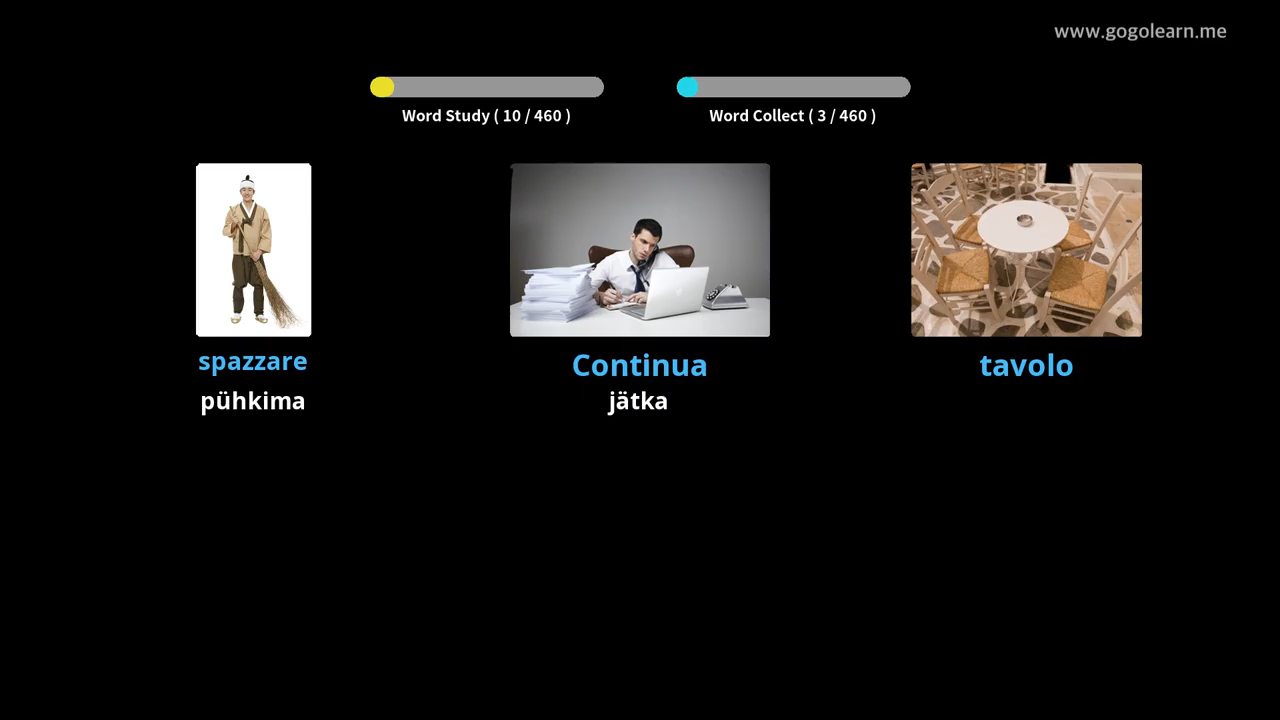 www.gogolearn.me
Word Study ( 10 / 460 )
Word Collect ( 3 / 460 )
spazzare
pühkima
Continua
jätka
tavolo